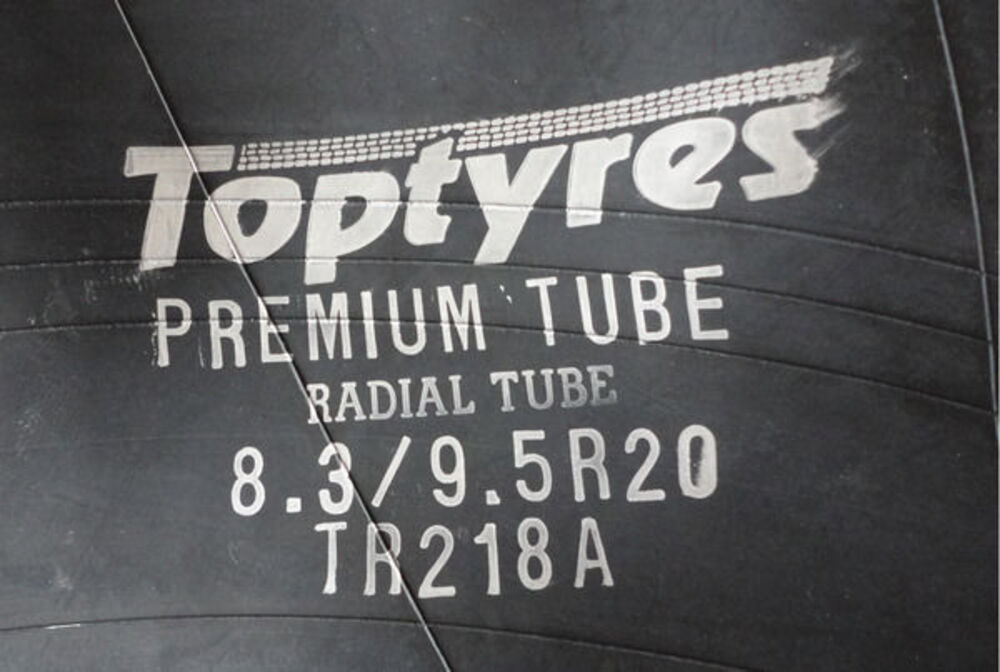 Toptyres
PREMIUM TUBE
RADIAL TUBE
8.3/9.5R20
TR218A